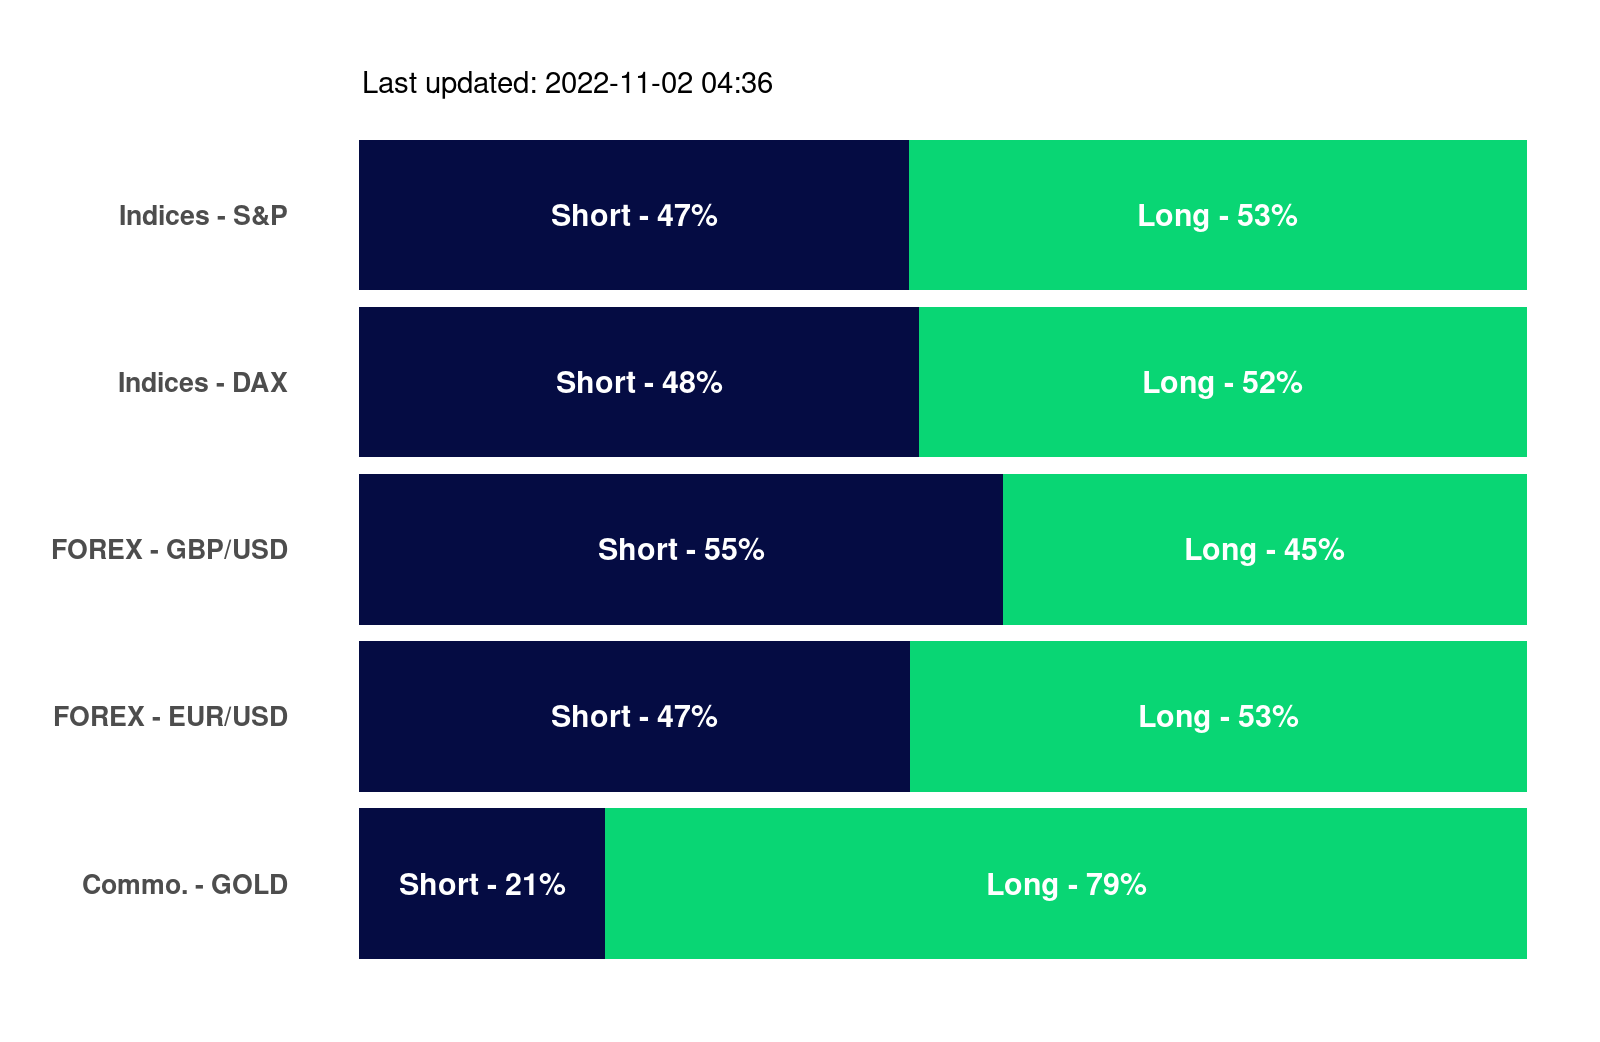 Last updated: 2022-11-02 04:36
Indices - S&P
Short - 47%
Long - 53%
Indices - DAX
Short - 48%
Long - 52%
FOREX - GBP/USD
Short - 55%
Long - 45%
FOREX - EUR/USD
Short - 47%
Long - 53%
Commo. - GOLD
Short - 21%
Long - 79%